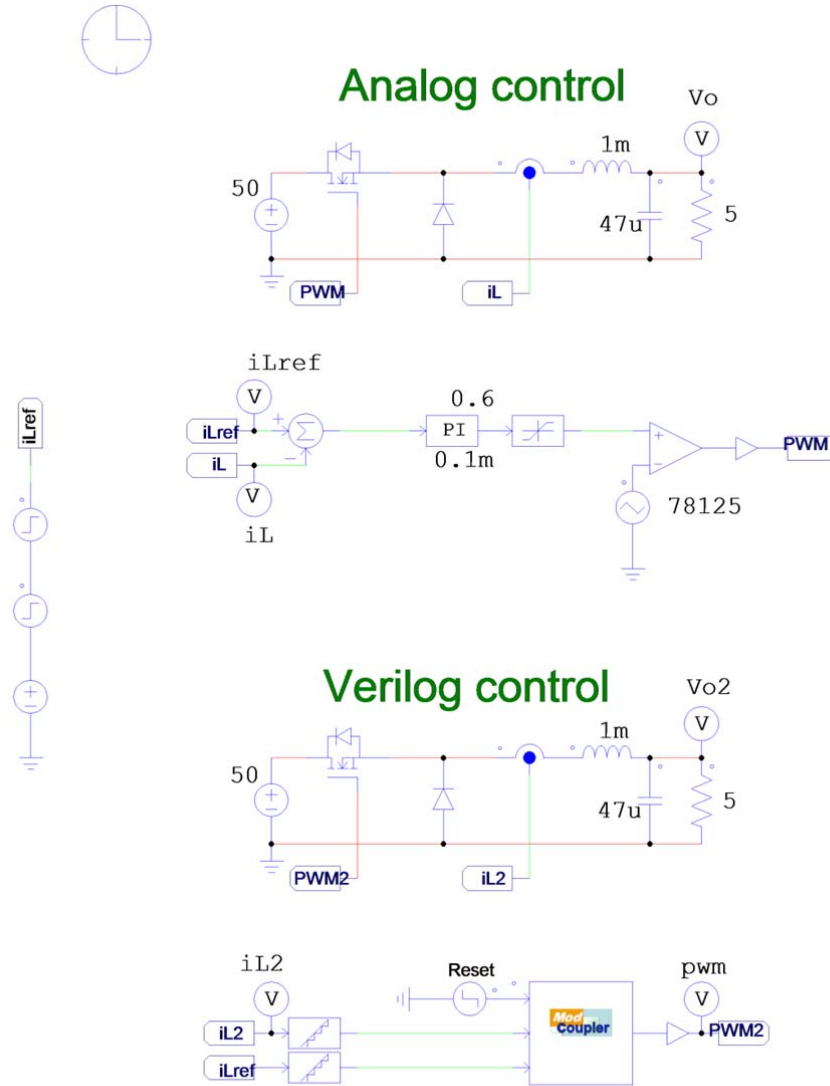 Analog control
Vo
V
1m
50
47u
5
PWM
iL
iLref
V
0.6
iLref
iLref
Σ
PI
PWM
iL
0.1m
V
78125
iL
Verilog control
Vo2
V
1m
50
47u
5
PWM2
iL2
iL2
Reset
pwm
V
V
Mod
Coupler
iL2
PWM2
iLref